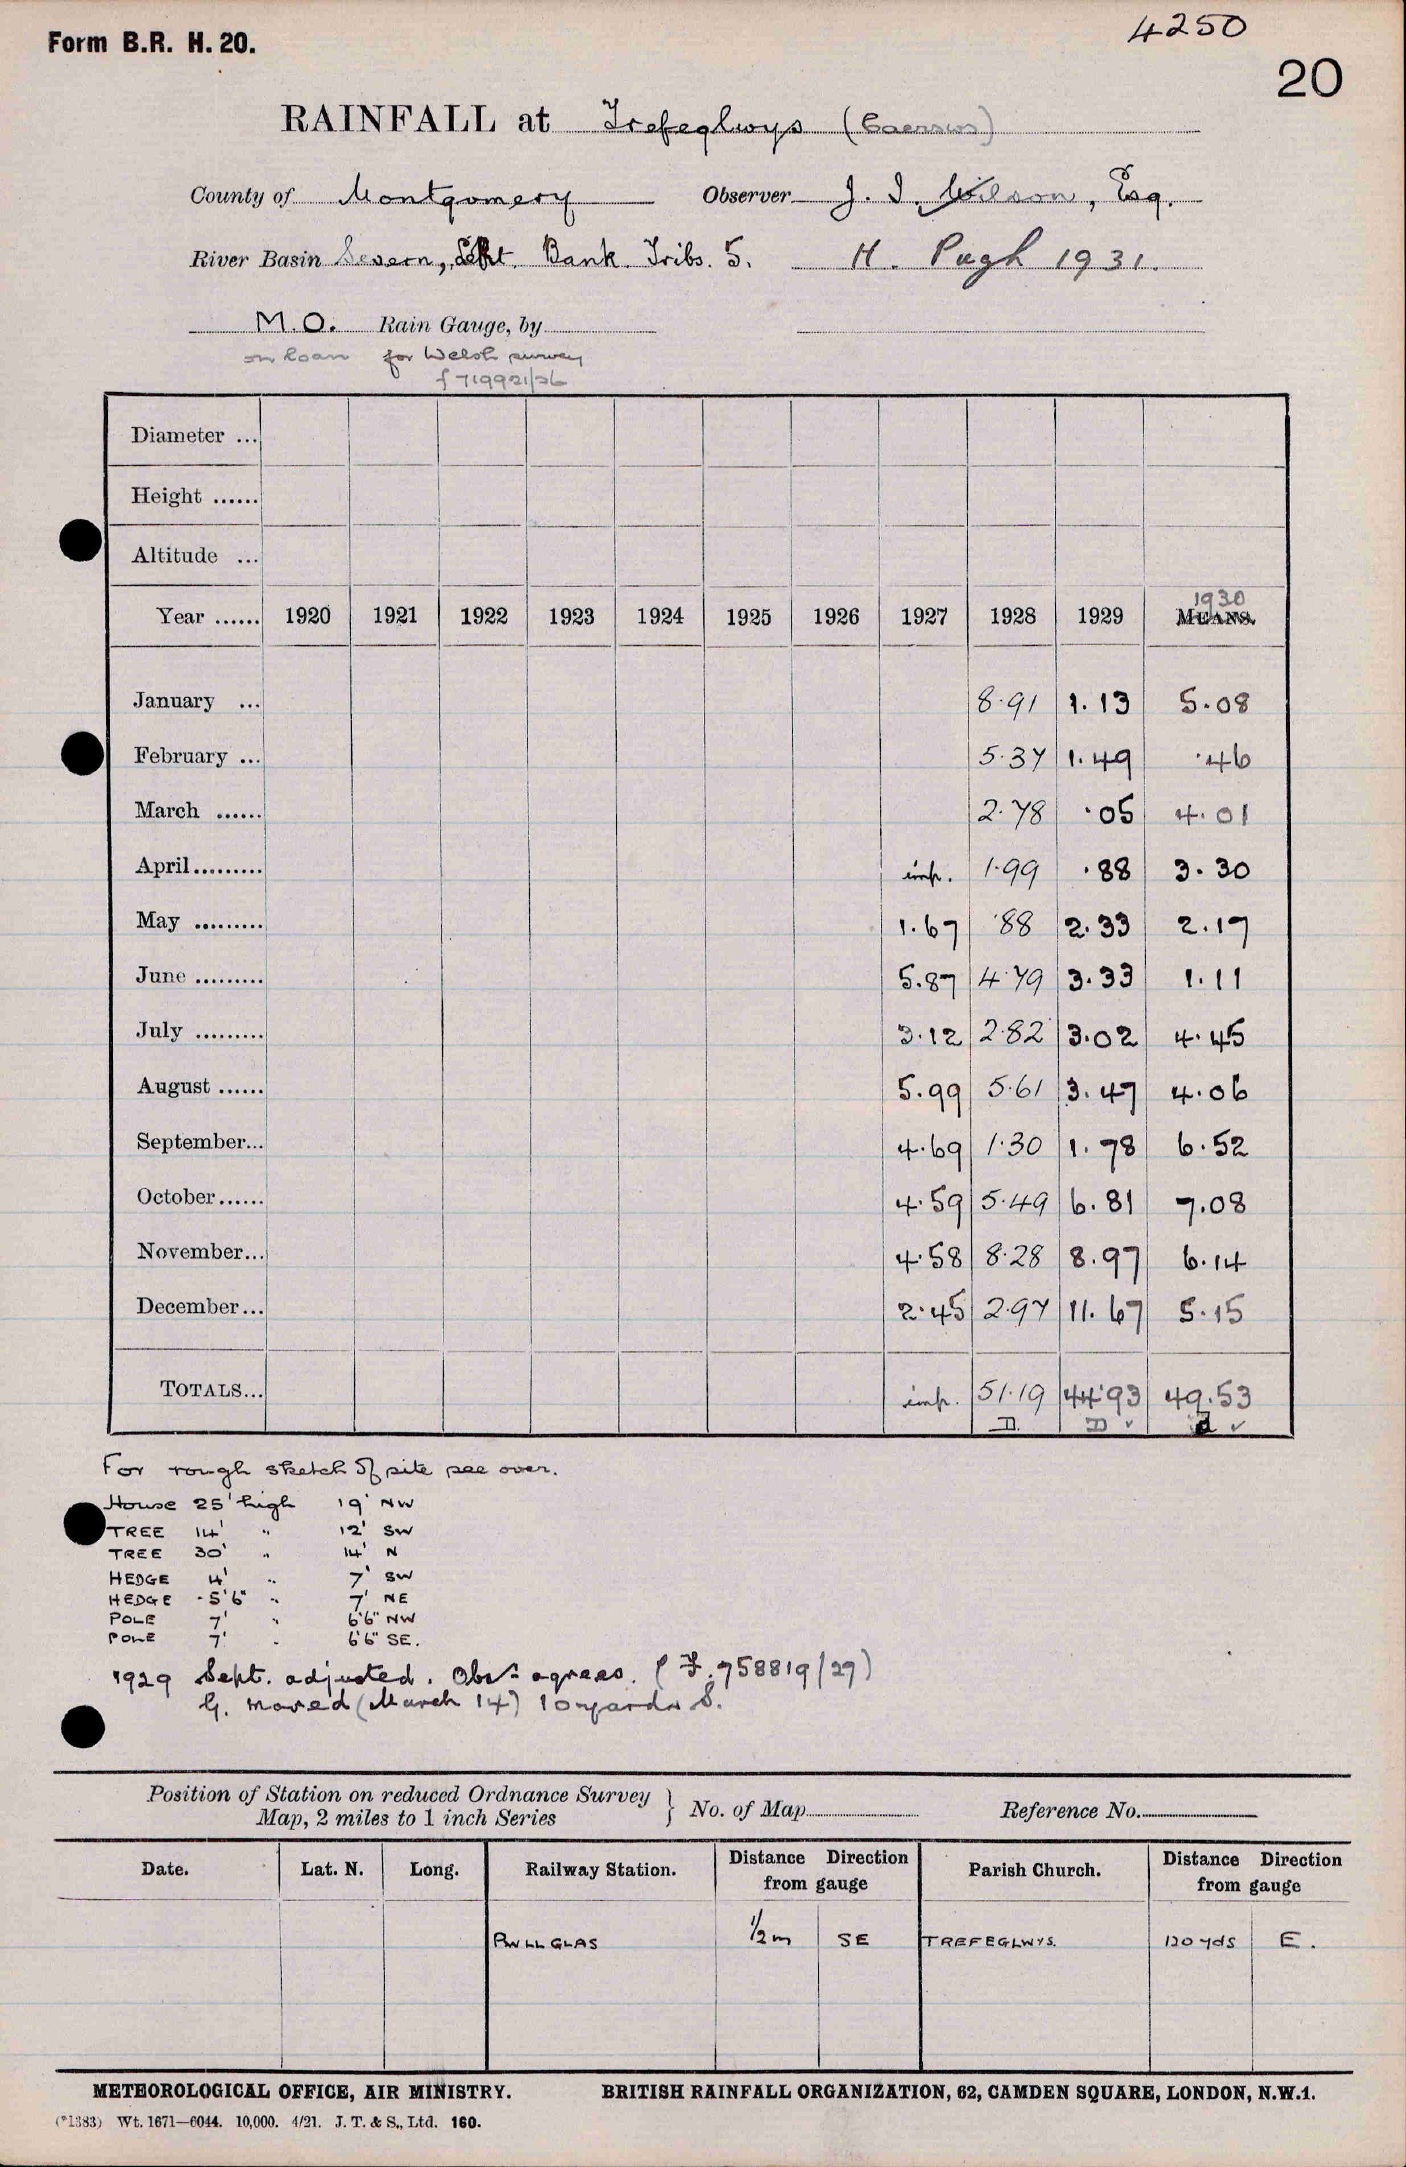 Form B.R. H. 20.
4250
20
RAINFALL at Trefeglwys (Caersws)
County of Montgomery Observer J. I. Wilson, Esq.
River Basin Severn, Left Bank Tribs. 5. H. Pugh 1931.
M.O. Rain Gauge, by
on loan for Welsh survey
f 719921/26
Diameter ...
Height ......
Altitude ...
Year ...... 1920 1921 1922 1923 1924 1925 1926 1927 1928 1929 MEANS. 1930
January ... 8.91 1.13 5.08
February ... 5.37 1.49 .46
March ...... 2.78 .05 4.01
April......... imp. 1.99 .88 3.30
May ......... 1.67 .88 2.33 2.17
June ......... 5.87 4.79 3.33 1.11
July ......... 3.12 2.82 3.02 4.45
August ...... 5.99 5.61 3.47 4.06
September... 4.69 1.30 1.78 6.52
October...... 4.59 5.49 6.81 7.08
November... 4.58 8.28 8.97 6.14
December... 2.45 2.97 11.67 5.15
TOTALS... imp. 51.19 44.93 49.53
D. D ✓ d ✓
For rough sketch of site see over.
House 25' high 19' NW
TREE 14' " 12' SW
TREE 30' " 14' N
HEDGE 4' " 7' SW
HEDGE - 5'6" " 7' NE
POLE 7' " 6'6" NW
POLE 7' " 6'6" SE.
1929 Sept. adjusted. Obsr. agrees. (F.758819/29)
G. moved (March 14) 10 yards S.
Position of Station on reduced Ordnance Survey
Map, 2 miles to 1 inch Series } No. of Map Reference No.
Date. Lat. N. Long. Railway Station. Distance from gauge Direction Parish Church. Distance from gauge Direction
PWLLGLAS 1/2 m SE TREFEGLWYS. 120 yds E.
METEOROLOGICAL OFFICE, AIR MINISTRY. BRITISH RAINFALL ORGANIZATION, 62, CAMDEN SQUARE, LONDON, N.W.1.
(*1383) Wt. 1671—6044. 10,000. 4/21. J. T. & S., Ltd. 160.